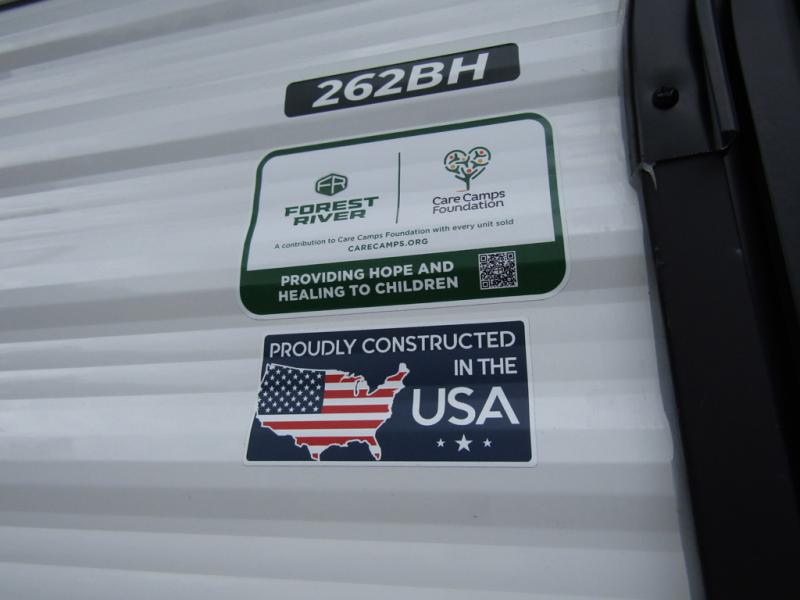 262BH
FR
FOREST
RIVER
Care Camps
Foundation
A contribution to Care Camps Foundation with every unit sold
CARECAMPS.ORG
PROVIDING HOPE AND
HEALING TO CHILDREN
PROUDLY CONSTRUCTED
IN THE
USA